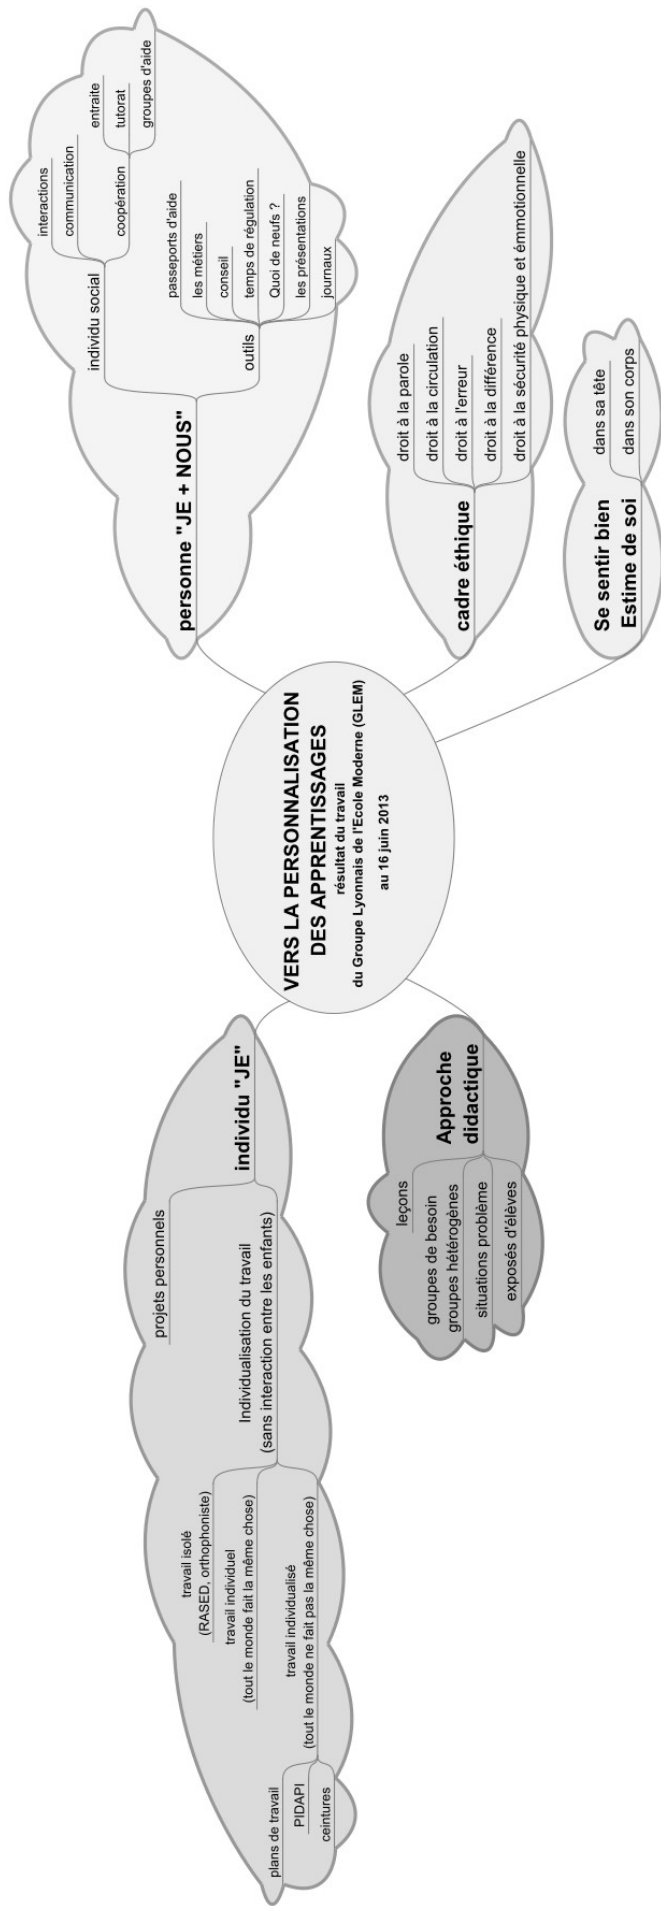 VERS LA PERSONNALISATION
DES APPRENTISSAGES
résultat du travail
du Groupe Lyonnais de l'Ecole Moderne (GLEM)
au 16 juin 2013
personne "JE + NOUS"
individu social
interactions
communication
coopération
entraite
tutorat
groupes d'aide
outils
passeports d'aide
les métiers
conseil
temps de régulation
Quoi de neufs ?
les présentations
journaux
cadre éthique
droit à la parole
droit à la circulation
droit à l'erreur
droit à la différence
droit à la sécurité physique et émmotionnelle
Se sentir bien
Estime de soi
dans sa tête
dans son corps
individu "JE"
projets personnels
Individualisation du travail
(sans interaction entre les enfants)
travail isolé
(RASED, orthophoniste)
travail individuel
(tout le monde fait la même chose)
travail individualisé
(tout le monde ne fait pas la même chose)
plans de travail
PIDAPI
ceintures
Approche
didactique
leçons
groupes de besoin
groupes hétérogènes
situations problème
exposés d'élèves